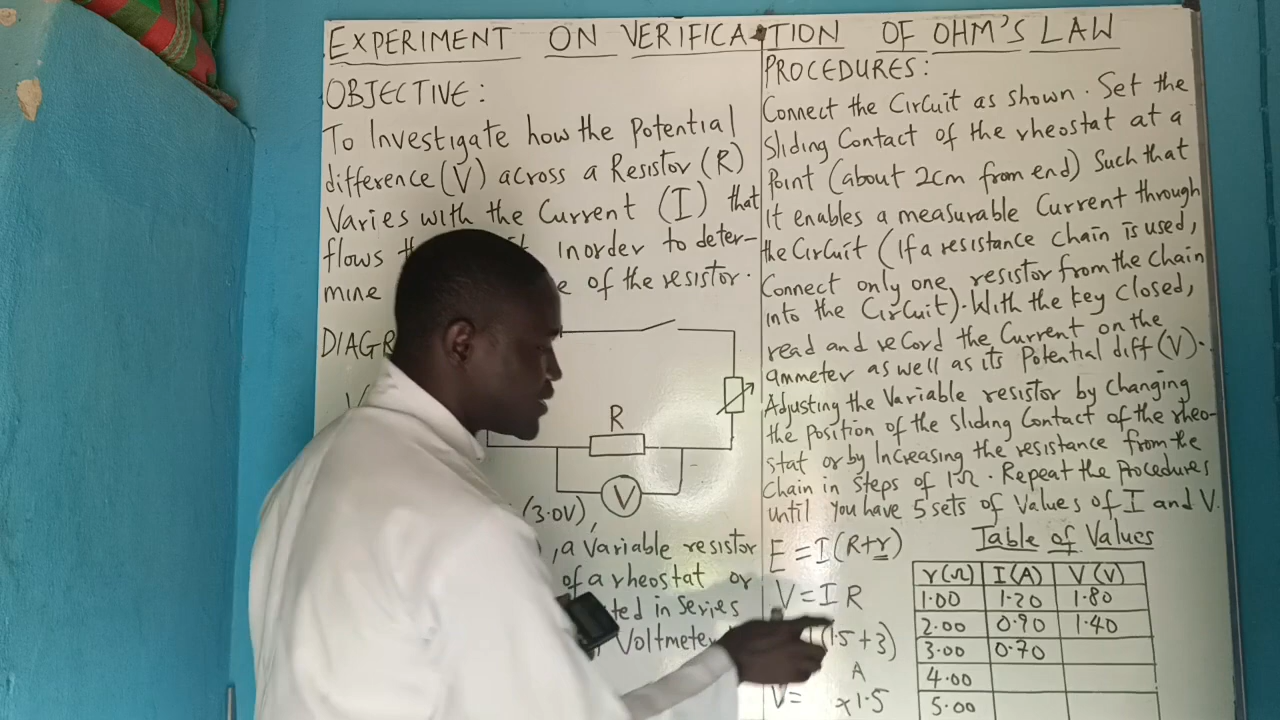 EXPERIMENT ON VERIFICATION OF OHM'S LAW
OBJECTIVE:
To Investigate how the Potential
difference (V) across a Resistor (R)
Varies with the Current (I) that
flows inorder to deter-
mine of the resistor.
DIAGR
R
V
(3.0V),
, a variable resistor
of a rheostat or
in Series
Voltmeter
PROCEDURES:
Connect the Circuit as shown. Set the
Sliding Contact of the rheostat at a
Point (about 2cm from end) Such that
It enables a measurable Current through
the Circuit (If a resistance Chain is used,
Connect only one resistor from the Chain
into the Circuit). With the key Closed,
read and record the Current on the
ammeter as well as its Potential diff (V).
Adjusting the Variable resistor by Changing
the Position of the Sliding Contact of the rheo-
stat or by Increasing the resistance from the
Chain in Steps of 1Ω. Repeat the Procedures
until you have 5 sets of Values of I and V.
E = I(R+r)
V = IR
(1.5 + 3)
A
V = x1.5
Table of Values
r(Ω) I(A) V(V)
1.00 1.20 1.80
2.00 0.90 1.40
3.00 0.70
4.00
5.00